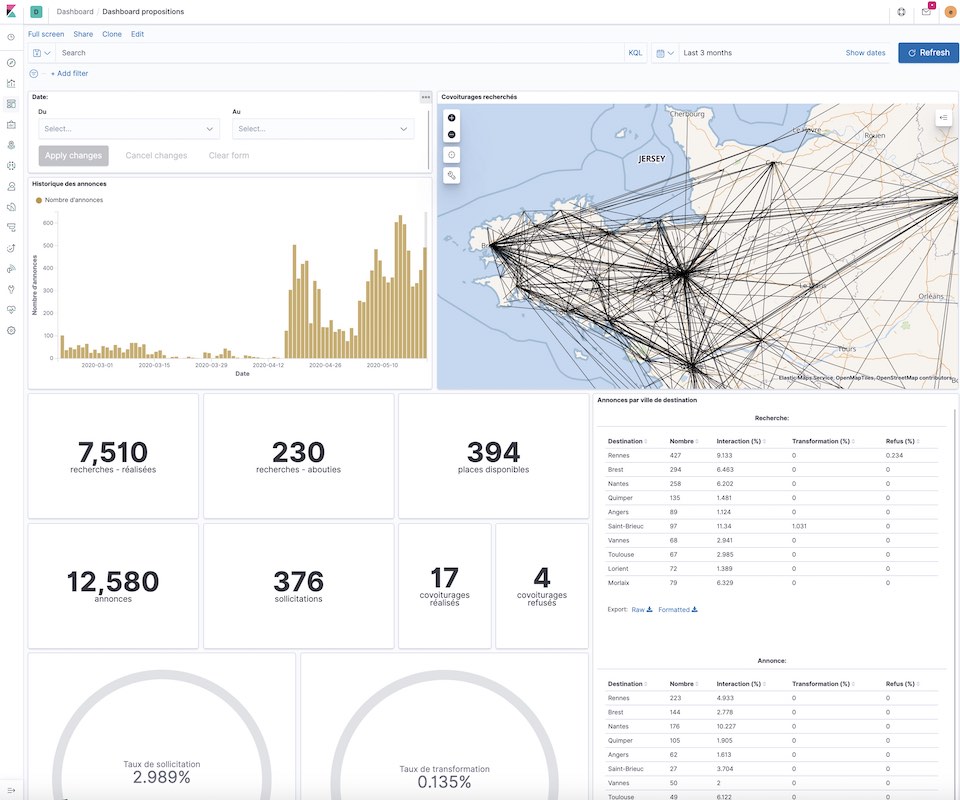 D Dashboard / Dashboard propositions
e
Full screen Share Clone Edit
Search KQL Last 3 months Show dates Refresh
+ Add filter
Date:
Du Au
Select... Select...
Apply changes Cancel changes Clear form
Historique des annonces
Nombre d'annonces
600
500
400
300
200
100
0
Nombre d'annonces
2020-03-01 2020-03-15 2020-03-29 2020-04-12 2020-04-26 2020-05-10
Date
Covoiturages recherchés
Cherbourg
Le Havre
Rouen
JERSEY
Orléans
Tours
Elastic Maps Service, OpenMapTiles, OpenStreetMap contributors
7,510
recherches - réalisées
230
recherches - abouties
394
places disponibles
12,580
annonces
376
sollicitations
17
covoiturages
réalisés
4
covoiturages
refusés
Taux de sollicitation
2.989%
Taux de transformation
0.135%
Annonces par ville de destination
Recherche:
Destination Nombre Interaction (%) Transformation (%) Refus (%)
Rennes 427 9.133 0 0.234
Brest 294 6.463 0 0
Nantes 258 6.202 0 0
Quimper 135 1.481 0 0
Angers 89 1.124 0 0
Saint-Brieuc 97 11.34 1.031 0
Vannes 68 2.941 0 0
Toulouse 67 2.985 0 0
Lorient 72 1.389 0 0
Morlaix 79 6.329 0 0
Export: Raw Formatted
Annonce:
Destination Nombre Interaction (%) Transformation (%) Refus (%)
Rennes 223 4.933 0 0
Brest 144 2.778 0 0
Nantes 176 10.227 0 0
Quimper 105 1.905 0 0
Angers 62 1.613 0 0
Saint-Brieuc 27 3.704 0 0
Vannes 50 2 0 0
Toulouse 49 6.122 0 0